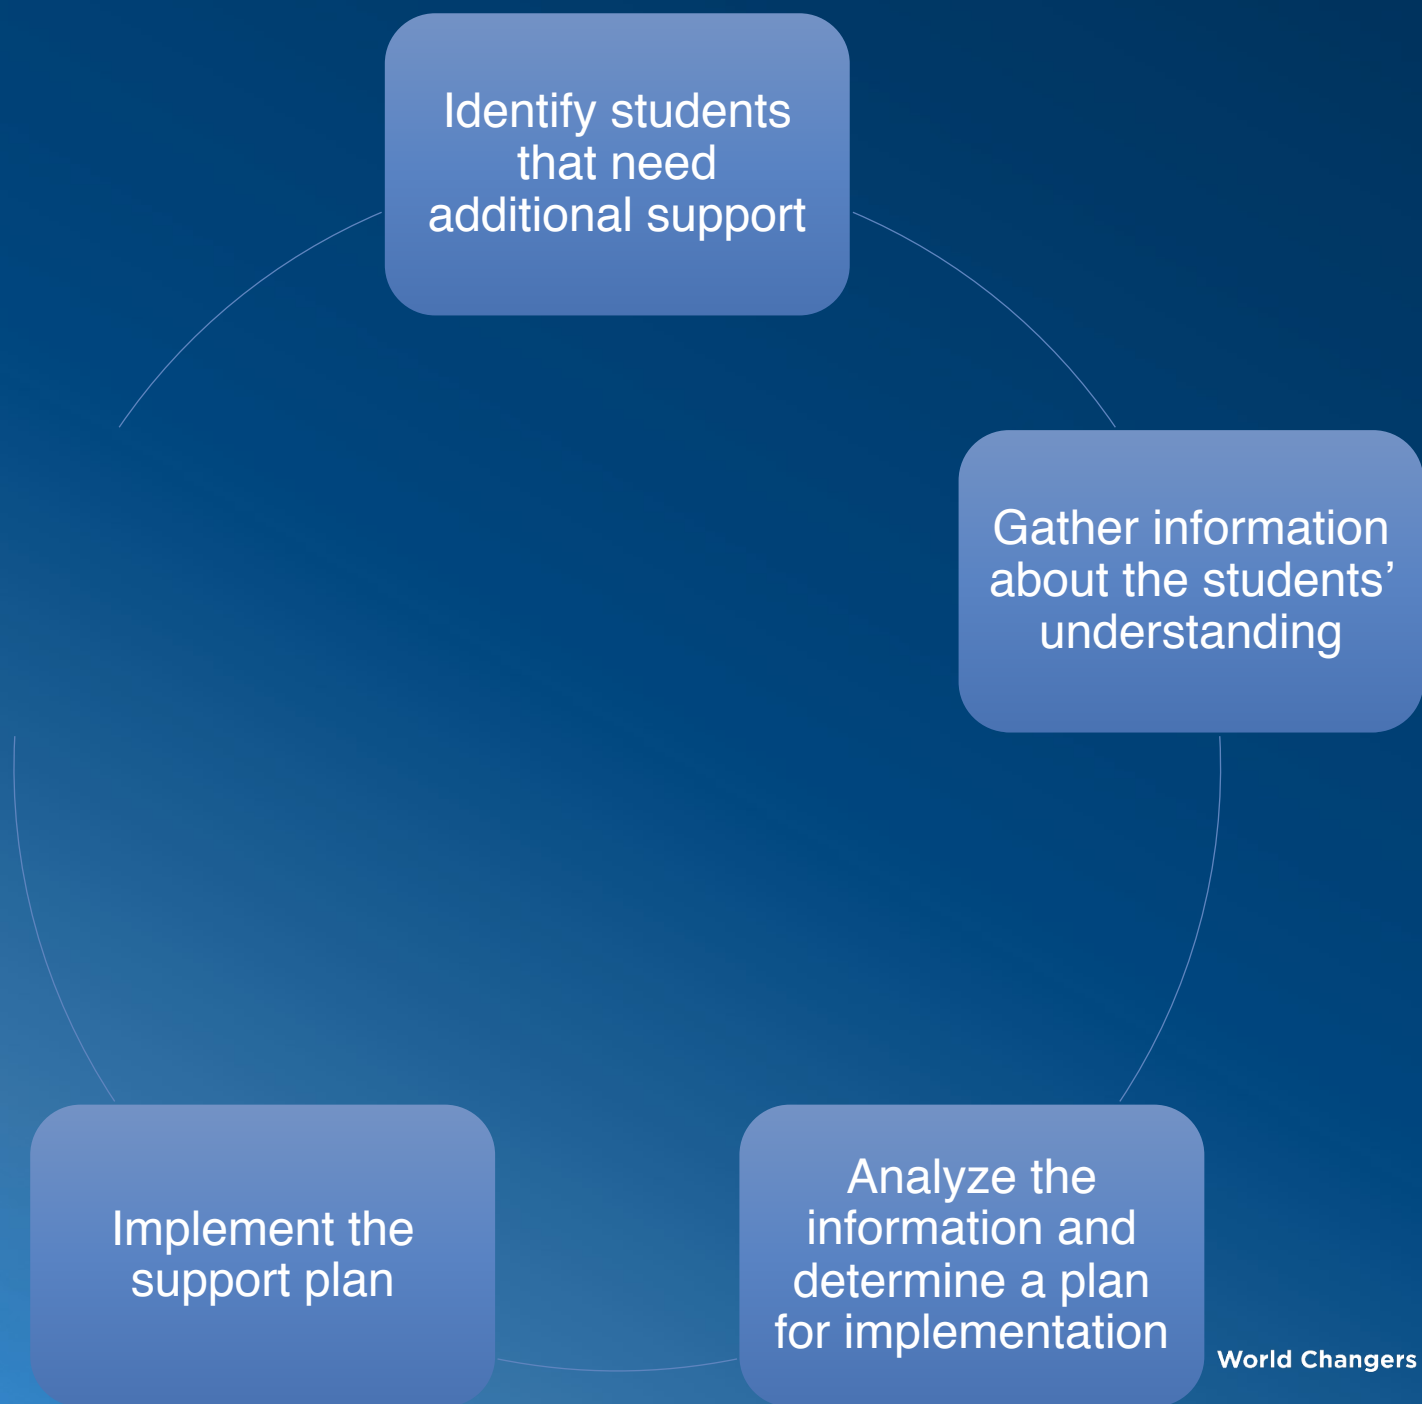 Identify students
that need
additional support
Gather information
about the students’
understanding
Analyze the
information and
determine a plan
for implementation
Implement the
support plan
World Changers